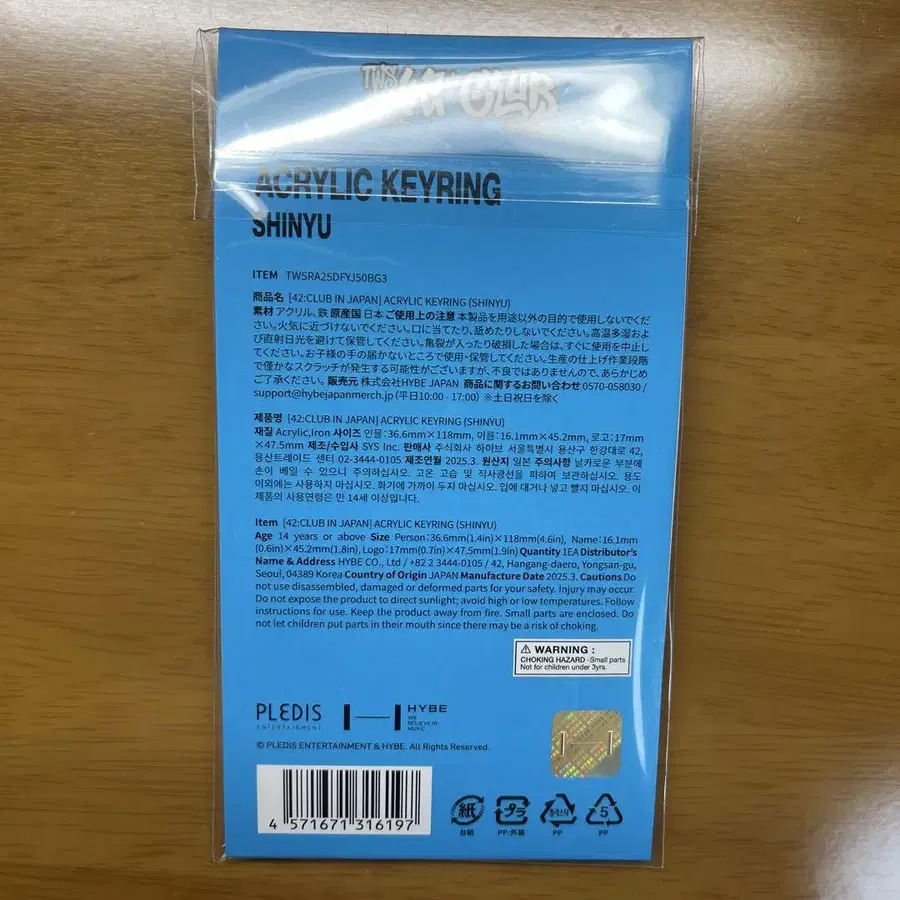 TWS 42:CLUB
ACRYLIC KEYRING
SHINYU
ITEM TWSRA25DFYJ50BG3
商品名 [42:CLUB IN JAPAN] ACRYLIC KEYRING (SHINYU)
素材 アクリル、鉄 原産国 日本 ご使用上の注意 本製品を用途以外の目的で使用しないでくだ
さい。火気に近づけないでください。口に当てたり、舐めたりしないでください。高温多湿およ
び直射日光を避けて保管してください。亀裂が入ったり破損した場合は、すぐに使用を中止し
てください。お子様の手の届かないところで使用・保管してください。生産の仕上げ作業段階
で僅かなスクラッチが発生する可能性がございますが、不良ではありませんので、あらかじめ
ご了承ください。販売元 株式会社HYBE JAPAN 商品に関するお問い合わせ 0570-058030 /
support@hybejapanmerch.jp (平日10:00 - 17:00) ※土日祝日を除く
제품명 [42:CLUB IN JAPAN] ACRYLIC KEYRING (SHINYU)
재질 Acrylic,Iron 사이즈 인물:36.6mm×118mm, 이름:16.1mm×45.2mm, 로고:17mm
×47.5mm 제조/수입사 SYS Inc. 판매사 주식회사 하이브 서울특별시 용산구 한강대로 42,
용산트레이드 센터 02-3444-0105 제조연월 2025.3. 원산지 일본 주의사항 날카로운 부분에
손이 베일 수 있으니 주의하십시오. 고온 고습 및 직사광선을 피하여 보관하십시오. 용도
이외에는 사용하지 마십시오. 화기에 가까이 두지 마십시오. 입에 대거나 넣고 빨지 마십시오. 이
제품의 사용연령은 만 14세 이상입니다.
Item [42:CLUB IN JAPAN] ACRYLIC KEYRING (SHINYU)
Age 14 years or above Size Person:36.6mm(1.4in)×118mm(4.6in), Name:16.1mm
(0.6in)×45.2mm(1.8in), Logo:17mm(0.7in)×47.5mm(1.9in) Quantity 1EA Distributor's
Name & Address HYBE CO., Ltd / +82 2 3444-0105 / 42, Hangang-daero, Yongsan-gu,
Seoul, 04389 Korea Country of Origin JAPAN Manufacture Date 2025.3. Cautions Do
not use disassembled, damaged or deformed parts for your safety. Injury may occur.
Do not expose the product to direct sunlight; avoid high or low temperatures. Follow
instructions for use. Keep the product away from fire. Small parts are enclosed. Do
not let children put parts in their mouth since there may be a risk of choking.
⚠ WARNING :
CHOKING HAZARD -Small parts
Not for children under 3yrs.
PLEDIS
ENTERTAINMENT
HYBE
WE
BELIEVE IN
MUSIC
© PLEDIS ENTERTAINMENT & HYBE. All Rights Reserved.
4 571671 316197
紙
台紙
プラ
PP:外装
PP
5
PP